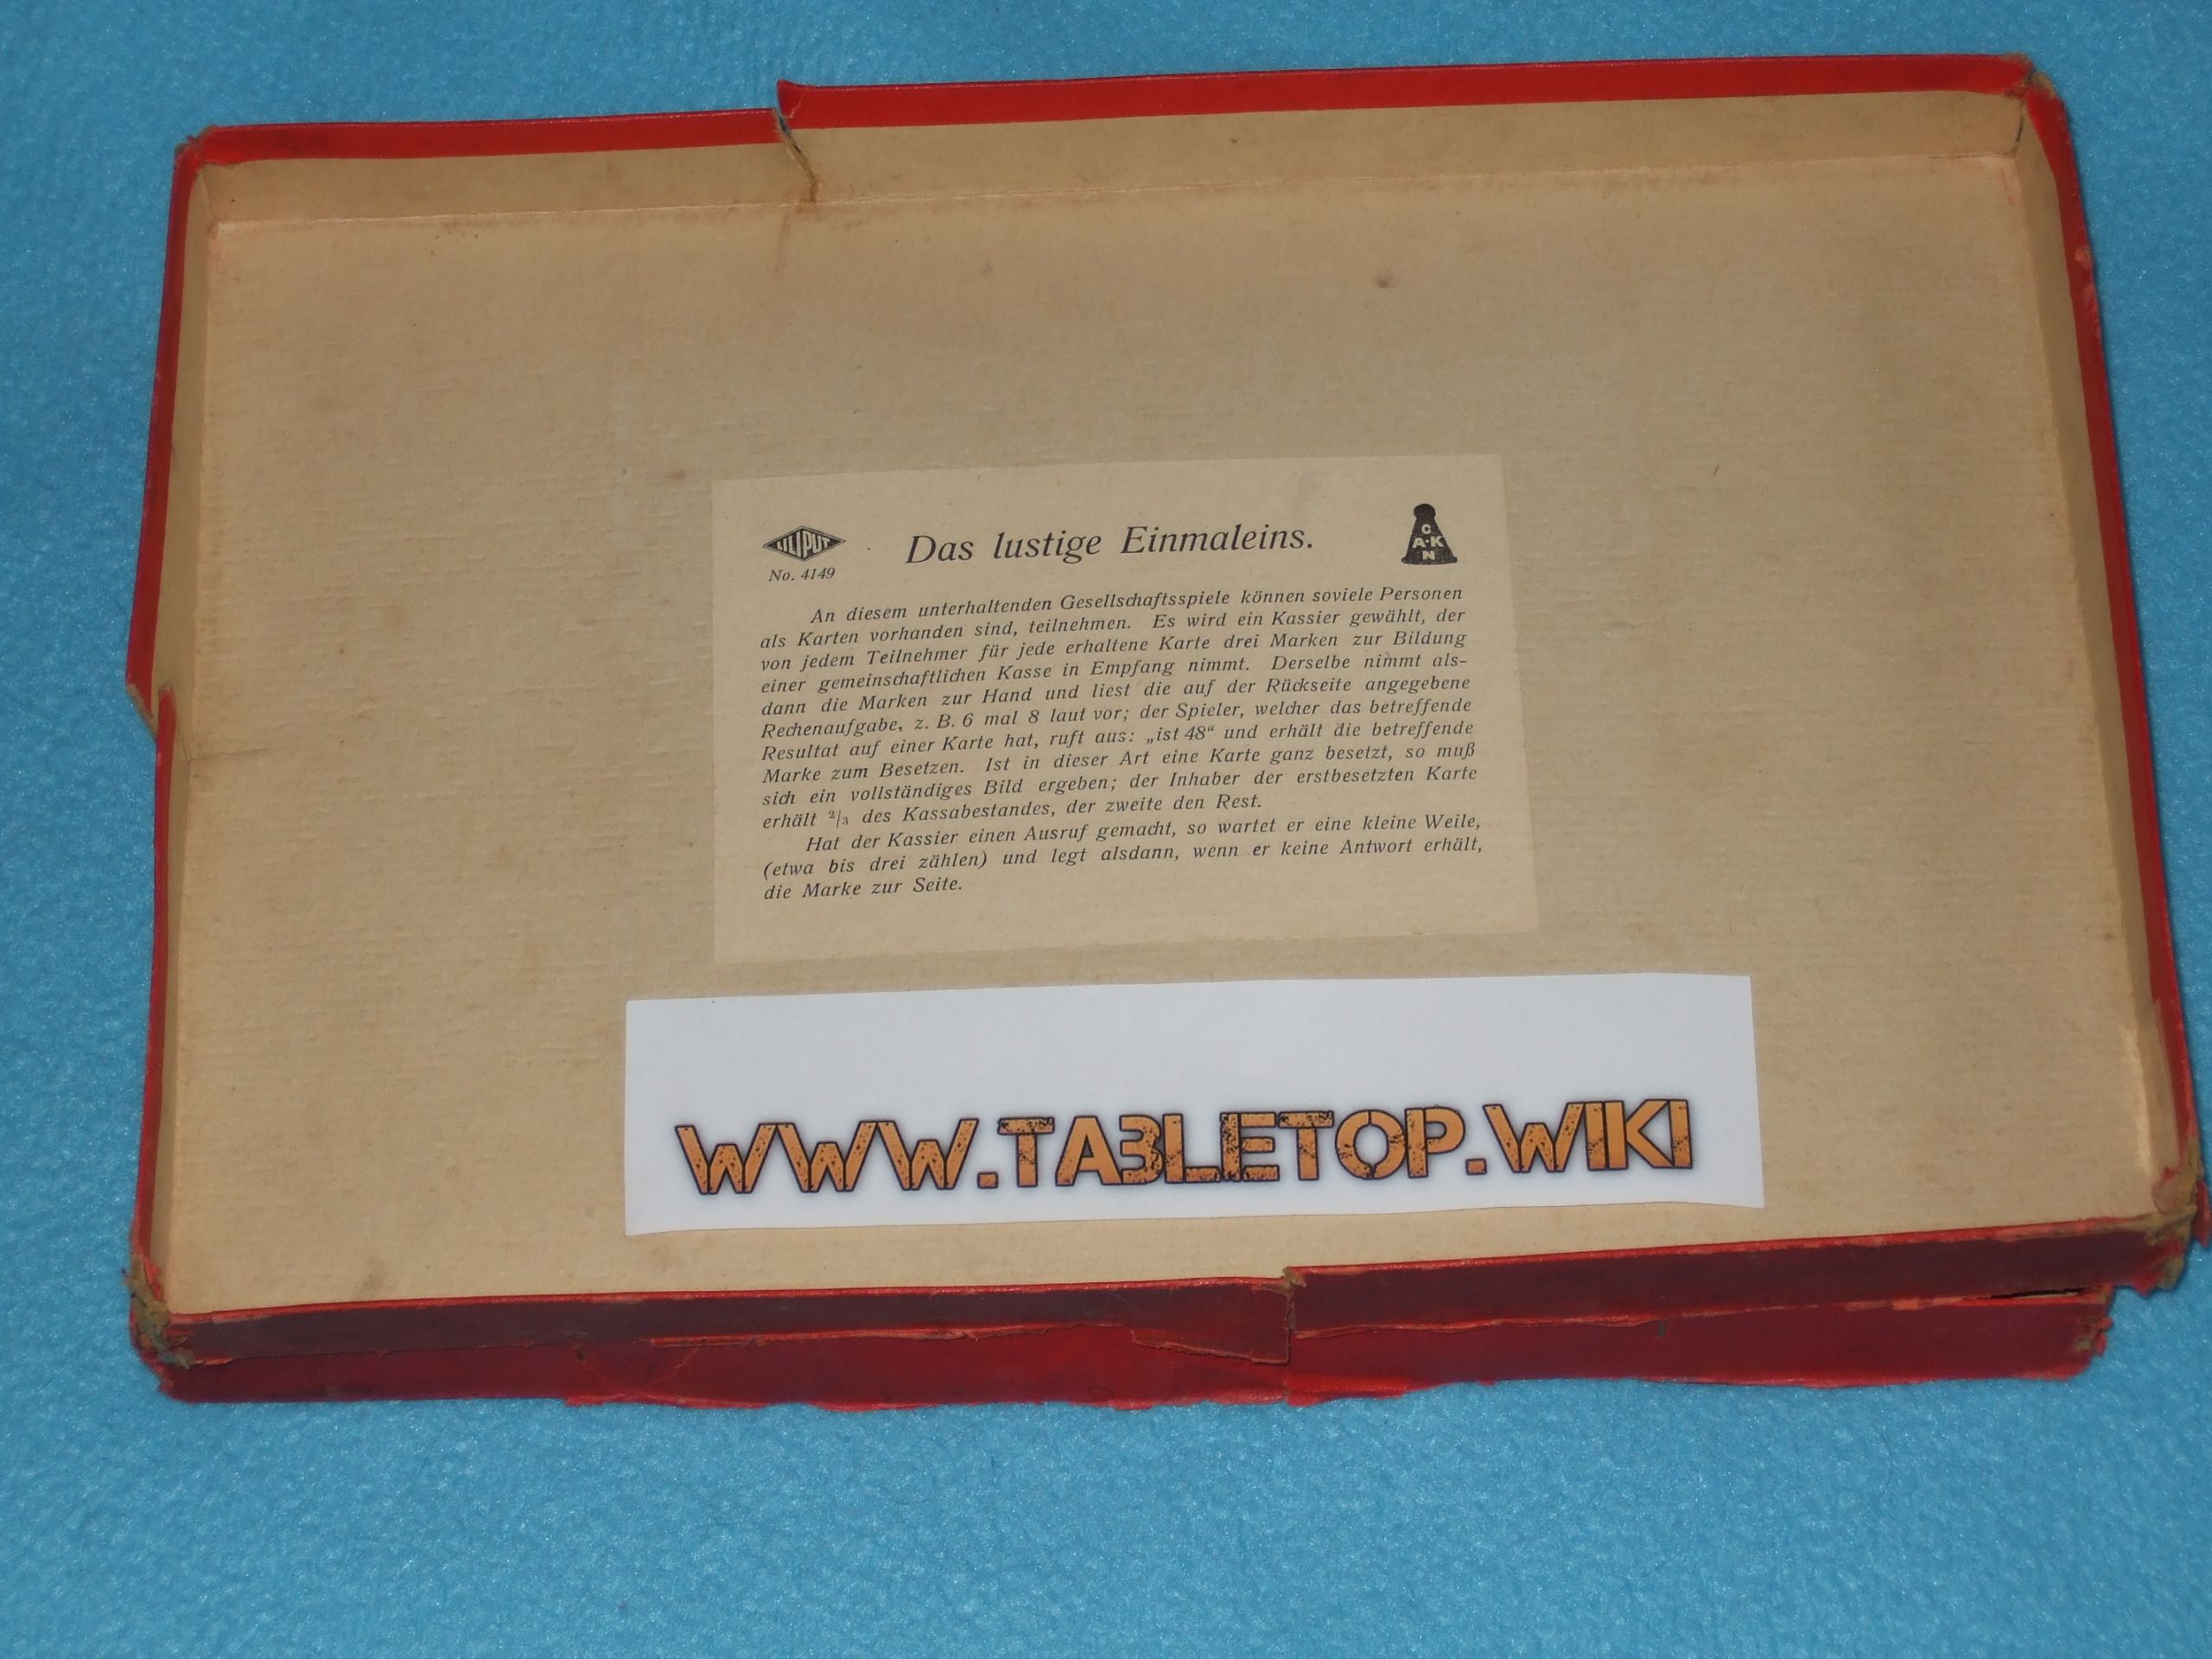 LILIPUT
No. 4149
Das lustige Einmaleins.
C
A·K
N
An diesem unterhaltenden Gesellschaftsspiele können soviele Personen
als Karten vorhanden sind, teilnehmen. Es wird ein Kassier gewählt, der
von jedem Teilnehmer für jede erhaltene Karte drei Marken zur Bildung
einer gemeinschaftlichen Kasse in Empfang nimmt. Derselbe nimmt als-
dann die Marken zur Hand und liest die auf der Rückseite angegebene
Rechenaufgabe, z. B. 6 mal 8 laut vor; der Spieler, welcher das betreffende
Resultat auf einer Karte hat, ruft aus: „ist 48“ und erhält die betreffende
Marke zum Besetzen. Ist in dieser Art eine Karte ganz besetzt, so muß
sich ein vollständiges Bild ergeben; der Inhaber der erstbesetzten Karte
erhält ²/₃ des Kassabestandes, der zweite den Rest.
Hat der Kassier einen Ausruf gemacht, so wartet er eine kleine Weile,
(etwa bis drei zählen) und legt alsdann, wenn er keine Antwort erhält,
die Marke zur Seite.
WWW.TABLETOP.WIKI